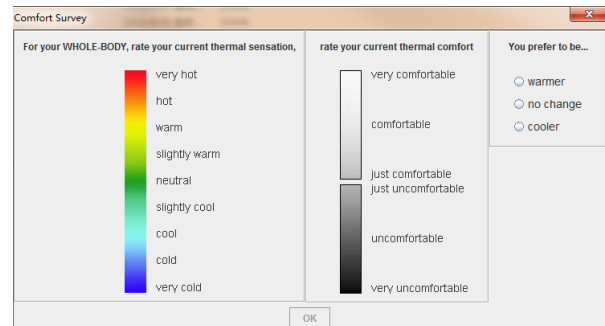 Comfort Survey
For your WHOLE-BODY, rate your current thermal sensation,
very hot
hot
warm
slightly warm
neutral
slightly cool
cool
cold
very cold
rate your current thermal comfort
very comfortable
comfortable
just comfortable
just uncomfortable
uncomfortable
very uncomfortable
You prefer to be...
warmer
no change
cooler
OK